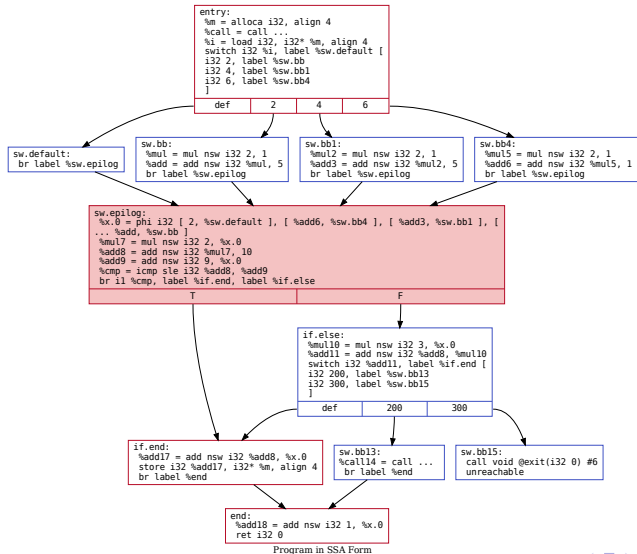 entry:
%m = alloca i32, align 4
%call = call ...
%i = load i32, i32* %m, align 4
switch i32 %i, label %sw.default [
i32 2, label %sw.bb
i32 4, label %sw.bb1
i32 6, label %sw.bb4
]
def 2 4 6
sw.default:
br label %sw.epilog
sw.bb:
%mul = mul nsw i32 2, 1
%add = add nsw i32 %mul, 5
br label %sw.epilog
sw.bb1:
%mul2 = mul nsw i32 2, 1
%add3 = add nsw i32 %mul2, 5
br label %sw.epilog
sw.bb4:
%mul5 = mul nsw i32 2, 1
%add6 = add nsw i32 %mul5, 1
br label %sw.epilog
sw.epilog:
%x.0 = phi i32 [ 2, %sw.default ], [ %add6, %sw.bb4 ], [ %add3, %sw.bb1 ], [
... %add, %sw.bb ]
%mul7 = mul nsw i32 2, %x.0
%add8 = add nsw i32 %mul7, 10
%add9 = add nsw i32 9, %x.0
%cmp = icmp sle i32 %add8, %add9
br i1 %cmp, label %if.end, label %if.else
T F
if.else:
%mul10 = mul nsw i32 3, %x.0
%add11 = add nsw i32 %add8, %mul10
switch i32 %add11, label %if.end [
i32 200, label %sw.bb13
i32 300, label %sw.bb15
]
def 200 300
if.end:
%add17 = add nsw i32 %add8, %x.0
store i32 %add17, i32* %m, align 4
br label %end
sw.bb13:
%call14 = call ...
br label %end
sw.bb15:
call void @exit(i32 0) #6
unreachable
end:
%add18 = add nsw i32 1, %x.0
ret i32 0
Program in SSA Form